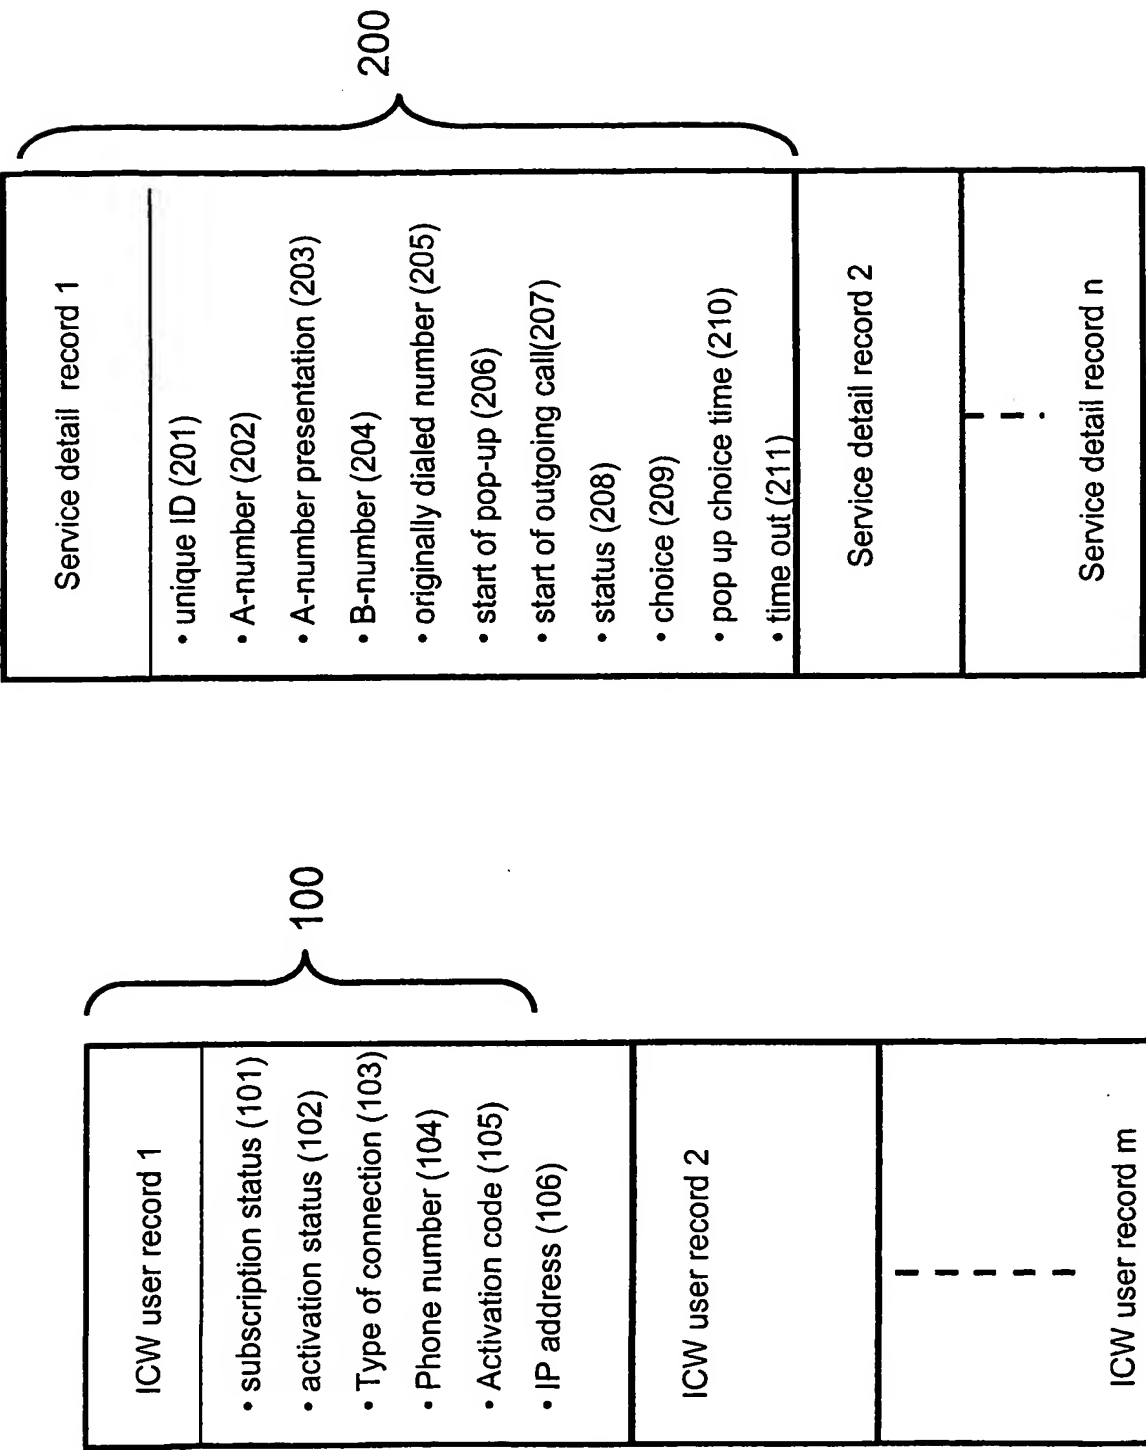 ICW user record 1
• subscription status (101)
• activation status (102)
• Type of connection (103)
• Phone number (104)
• Activation code (105)
• IP address (106)
100
ICW user record 2
ICW user record m
Service detail record 1
• unique ID (201)
• A-number (202)
• A-number presentation (203)
• B-number (204)
• originally dialed number (205)
• start of pop-up (206)
• start of outgoing call(207)
• status (208)
• choice (209)
• pop up choice time (210)
• time out (211)
200
Service detail record 2
Service detail record n